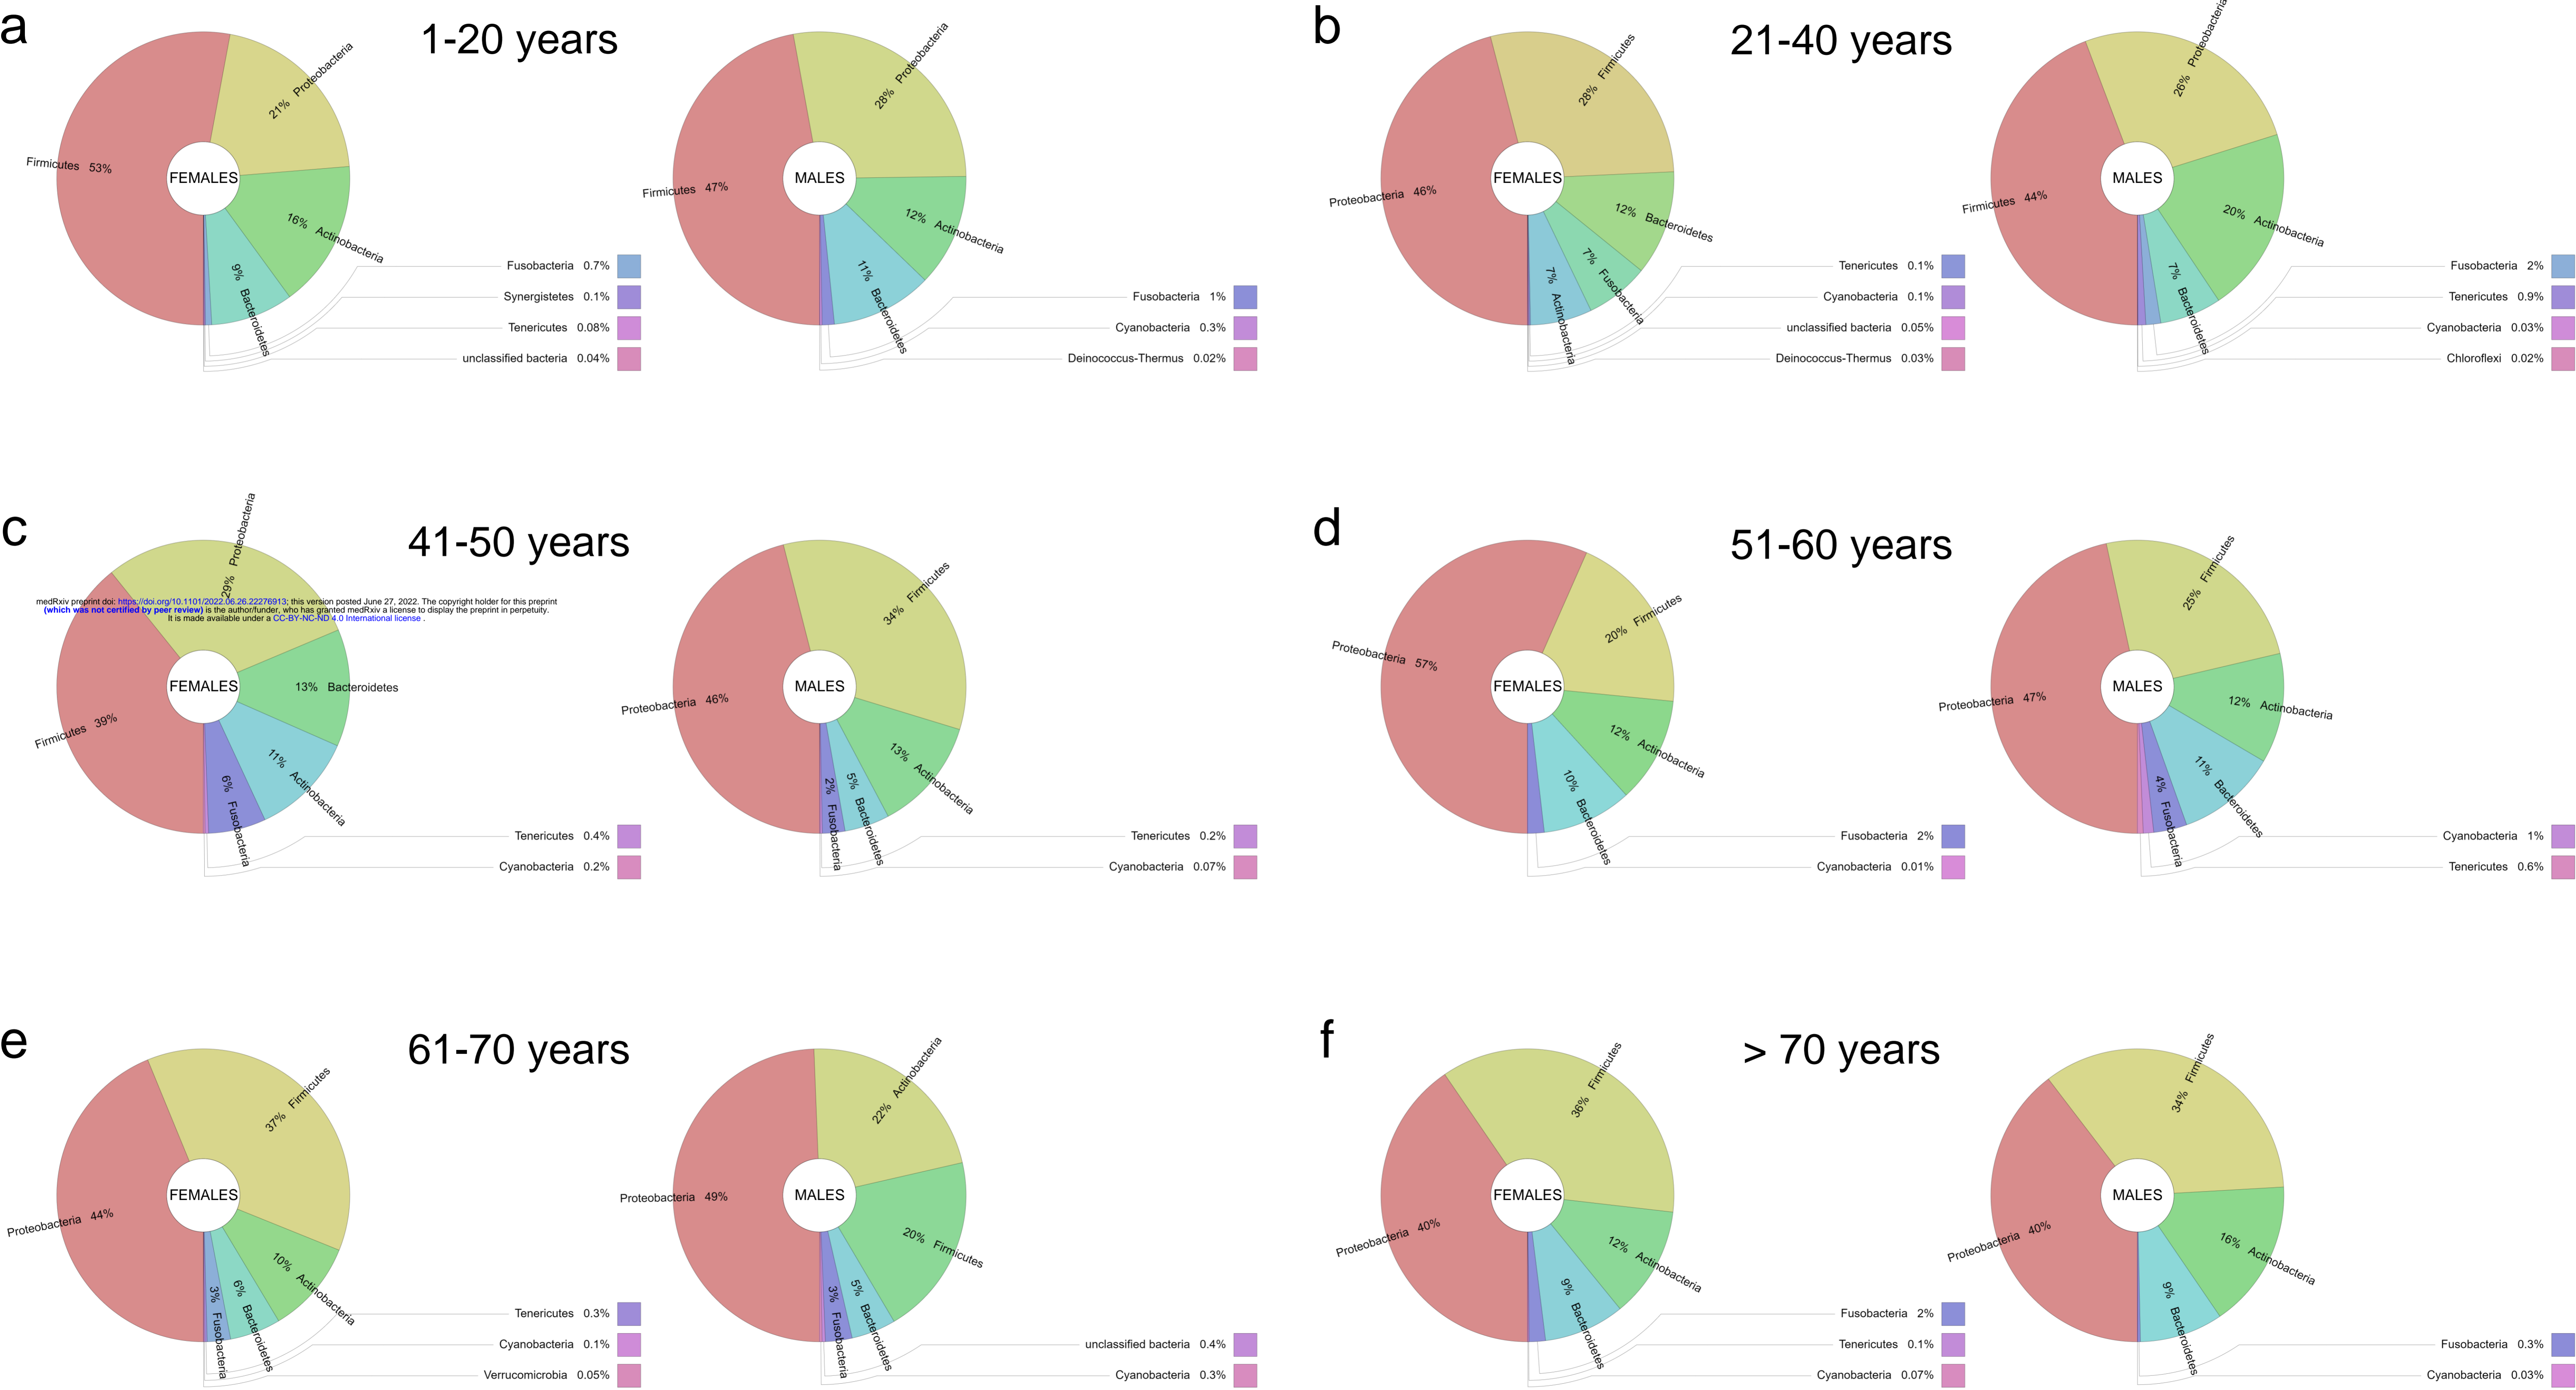 a
1-20 years
FEMALES
Firmicutes 53%
21% Proteobacteria
16% Actinobacteria
9% Bacteroidetes
Fusobacteria 0.7%
Synergistetes 0.1%
Tenericutes 0.08%
unclassified bacteria 0.04%
MALES
Firmicutes 47%
28% Proteobacteria
12% Actinobacteria
11% Bacteroidetes
Fusobacteria 1%
Cyanobacteria 0.3%
Deinococcus-Thermus 0.02%
b
21-40 years
FEMALES
Proteobacteria 46%
28% Firmicutes
12% Bacteroidetes
7% Fusobacteria
7% Actinobacteria
Tenericutes 0.1%
Cyanobacteria 0.1%
unclassified bacteria 0.05%
Deinococcus-Thermus 0.03%
MALES
Firmicutes 44%
26% Proteobacteria
20% Actinobacteria
7% Bacteroidetes
Fusobacteria 2%
Tenericutes 0.9%
Cyanobacteria 0.03%
Chloroflexi 0.02%
c
41-50 years
medRxiv preprint doi: https://doi.org/10.1101/2022.06.26.22276913; this version posted June 27, 2022. The copyright holder for this preprint
(which was not certified by peer review) is the author/funder, who has granted medRxiv a license to display the preprint in perpetuity.
It is made available under a CC-BY-NC-ND 4.0 International license .
FEMALES
Firmicutes 39%
29% Proteobacteria
13% Bacteroidetes
11% Actinobacteria
6% Fusobacteria
Tenericutes 0.4%
Cyanobacteria 0.2%
MALES
Proteobacteria 46%
34% Firmicutes
13% Actinobacteria
5% Bacteroidetes
2% Fusobacteria
Tenericutes 0.2%
Cyanobacteria 0.07%
d
51-60 years
FEMALES
Proteobacteria 57%
20% Firmicutes
12% Actinobacteria
10% Bacteroidetes
Fusobacteria 2%
Cyanobacteria 0.01%
MALES
Proteobacteria 47%
25% Firmicutes
12% Actinobacteria
11% Bacteroidetes
4% Fusobacteria
Cyanobacteria 1%
Tenericutes 0.6%
e
61-70 years
FEMALES
Proteobacteria 44%
37% Firmicutes
10% Actinobacteria
6% Bacteroidetes
3% Fusobacteria
Tenericutes 0.3%
Cyanobacteria 0.1%
Verrucomicrobia 0.05%
MALES
Proteobacteria 49%
22% Actinobacteria
20% Firmicutes
5% Bacteroidetes
3% Fusobacteria
unclassified bacteria 0.4%
Cyanobacteria 0.3%
f
> 70 years
FEMALES
Proteobacteria 40%
36% Firmicutes
12% Actinobacteria
9% Bacteroidetes
Fusobacteria 2%
Tenericutes 0.1%
Cyanobacteria 0.07%
MALES
Proteobacteria 40%
34% Firmicutes
16% Actinobacteria
9% Bacteroidetes
Fusobacteria 0.3%
Cyanobacteria 0.03%